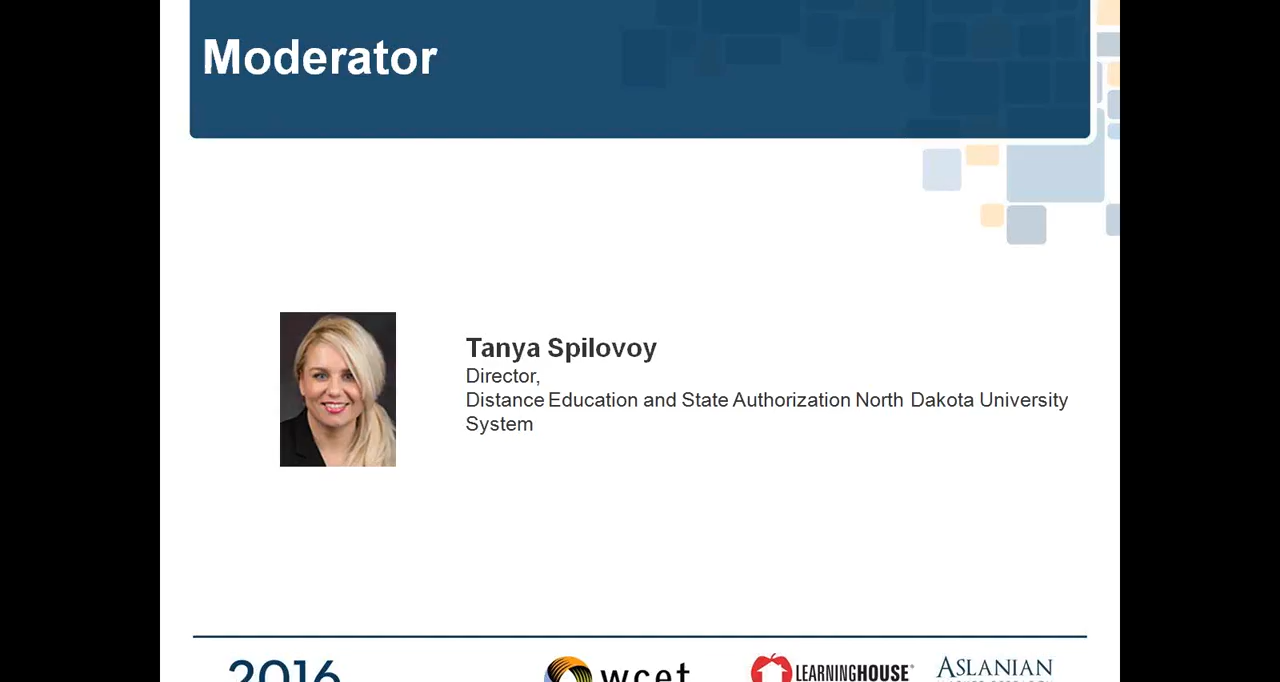 Moderator
Tanya Spilovoy
Director,
Distance Education and State Authorization North Dakota University
System
2016
wcet
LEARNINGHOUSE®
ASLANIAN